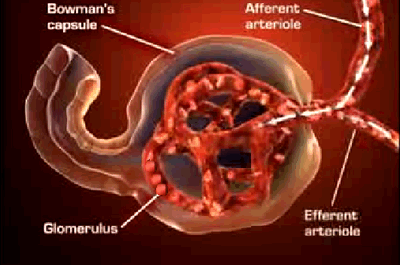 Bowman's
capsule
Afferent
arteriole
Glomerulus
Efferent
arteriole